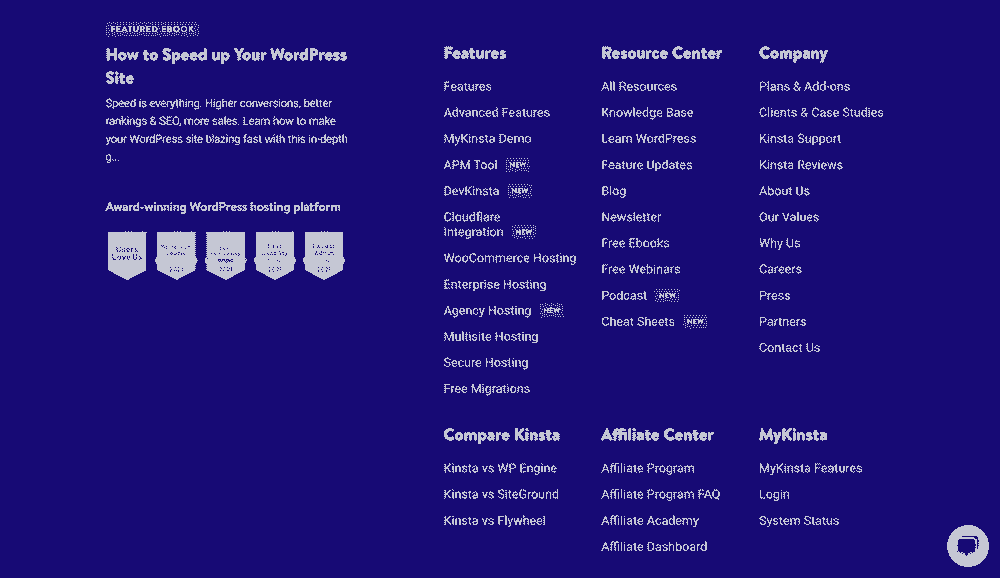 FEATURED EBOOK
How to Speed up Your WordPress
Site
Speed is everything. Higher conversions, better
rankings & SEO, more sales. Learn how to make
your WordPress site blazing fast with this in-depth
g...
Award-winning WordPress hosting platform
Users
Love Us
Features
Features
Advanced Features
MyKinsta Demo
APM Tool NEW
DevKinsta NEW
Cloudflare
Integration NEW
WooCommerce Hosting
Enterprise Hosting
Agency Hosting NEW
Multisite Hosting
Secure Hosting
Free Migrations
Resource Center
All Resources
Knowledge Base
Learn WordPress
Feature Updates
Blog
Newsletter
Free Ebooks
Free Webinars
Podcast NEW
Cheat Sheets NEW
Company
Plans & Add-ons
Clients & Case Studies
Kinsta Support
Kinsta Reviews
About Us
Our Values
Why Us
Careers
Press
Partners
Contact Us
Compare Kinsta
Kinsta vs WP Engine
Kinsta vs SiteGround
Kinsta vs Flywheel
Affiliate Center
Affiliate Program
Affiliate Program FAQ
Affiliate Academy
Affiliate Dashboard
MyKinsta
MyKinsta Features
Login
System Status